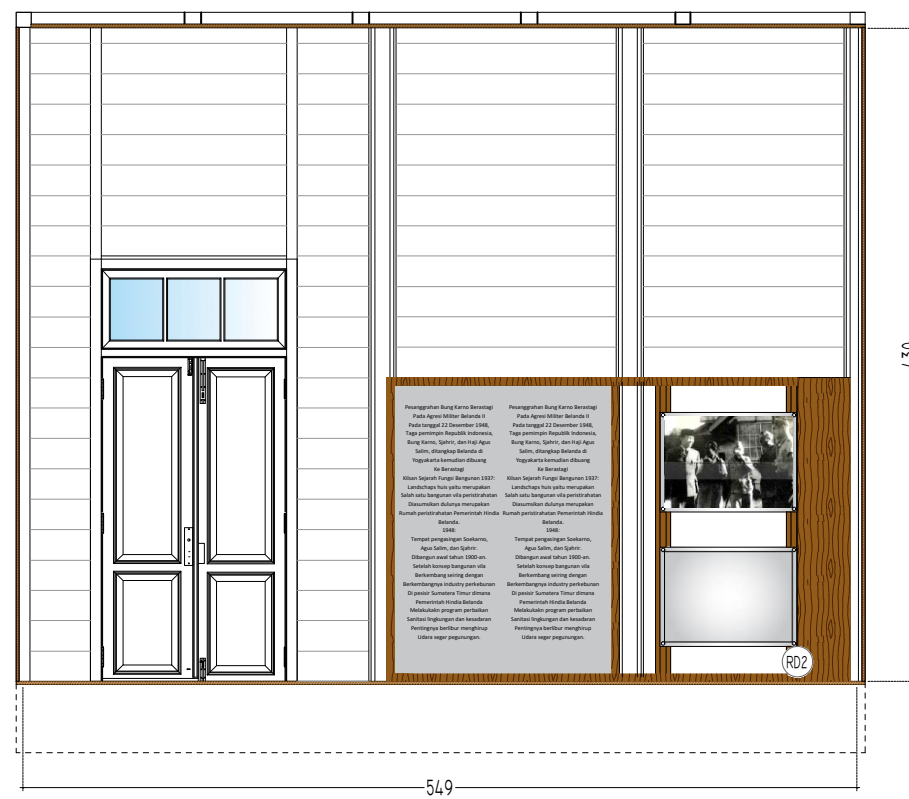 Pesanggrahan Bung Karno Berastagi
Pada Agresi Militer Belanda II
Pada tanggal 22 Desember 1948,
Taga pemimpin Republik Indonesia,
Bung Karno, Sjahrir, dan Haji Agus
Salim, ditangkap Belanda di
Yogyakarta kemudian dibuang
Ke Berastagi
Kilsan Sejarah Fungsi Bangunan 1937:
Landschaps huis yaitu merupakan
Salah satu bangunan vila peristirahatan
Diasumsikan dulunya merupakan
Rumah peristirahatan Pemerintah Hindia
Belanda.
1948:
Tempat pengasingan Soekarno,
Agus Salim, dan Sjahrir.
Dibangun awal tahun 1900-an.
Setelah konsep bangunan vila
Berkembang seiring dengan
Berkembangnya industry perkebunan
Di pesisir Sumatera Timur dimana
Pemerintah Hindia Belanda
Melakukakn program perbaikan
Sanitasi lingkungan dan kesadaran
Pentingnya berlibur menghirup
Udara segar pegunungan.
Pesanggrahan Bung Karno Berastagi
Pada Agresi Militer Belanda II
Pada tanggal 22 Desember 1948,
Taga pemimpin Republik Indonesia,
Bung Karno, Sjahrir, dan Haji Agus
Salim, ditangkap Belanda di
Yogyakarta kemudian dibuang
Ke Berastagi
Kilsan Sejarah Fungsi Bangunan 1937:
Landschaps huis yaitu merupakan
Salah satu bangunan vila peristirahatan
Diasumsikan dulunya merupakan
Rumah peristirahatan Pemerintah Hindia
Belanda.
1948:
Tempat pengasingan Soekarno,
Agus Salim, dan Sjahrir.
Dibangun awal tahun 1900-an.
Setelah konsep bangunan vila
Berkembang seiring dengan
Berkembangnya industry perkebunan
Di pesisir Sumatera Timur dimana
Pemerintah Hindia Belanda
Melakukakn program perbaikan
Sanitasi lingkungan dan kesadaran
Pentingnya berlibur menghirup
Udara segar pegunungan.
RD2
549